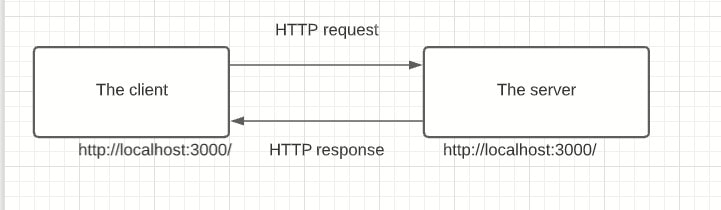 HTTP request
The client
The server
http://localhost:3000/
HTTP response
http://localhost:3000/